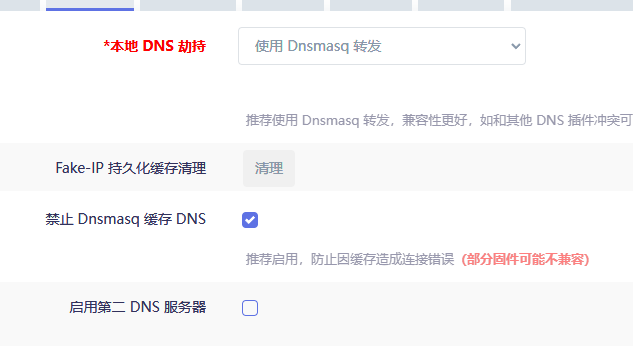 *本地 DNS 劫持
使用 Dnsmasq 转发
推荐使用 Dnsmasq 转发，兼容性更好，如和其他 DNS 插件冲突可
Fake-IP 持久化缓存清理
清理
禁止 Dnsmasq 缓存 DNS
推荐启用，防止因缓存造成连接错误（部分固件可能不兼容）
启用第二 DNS 服务器